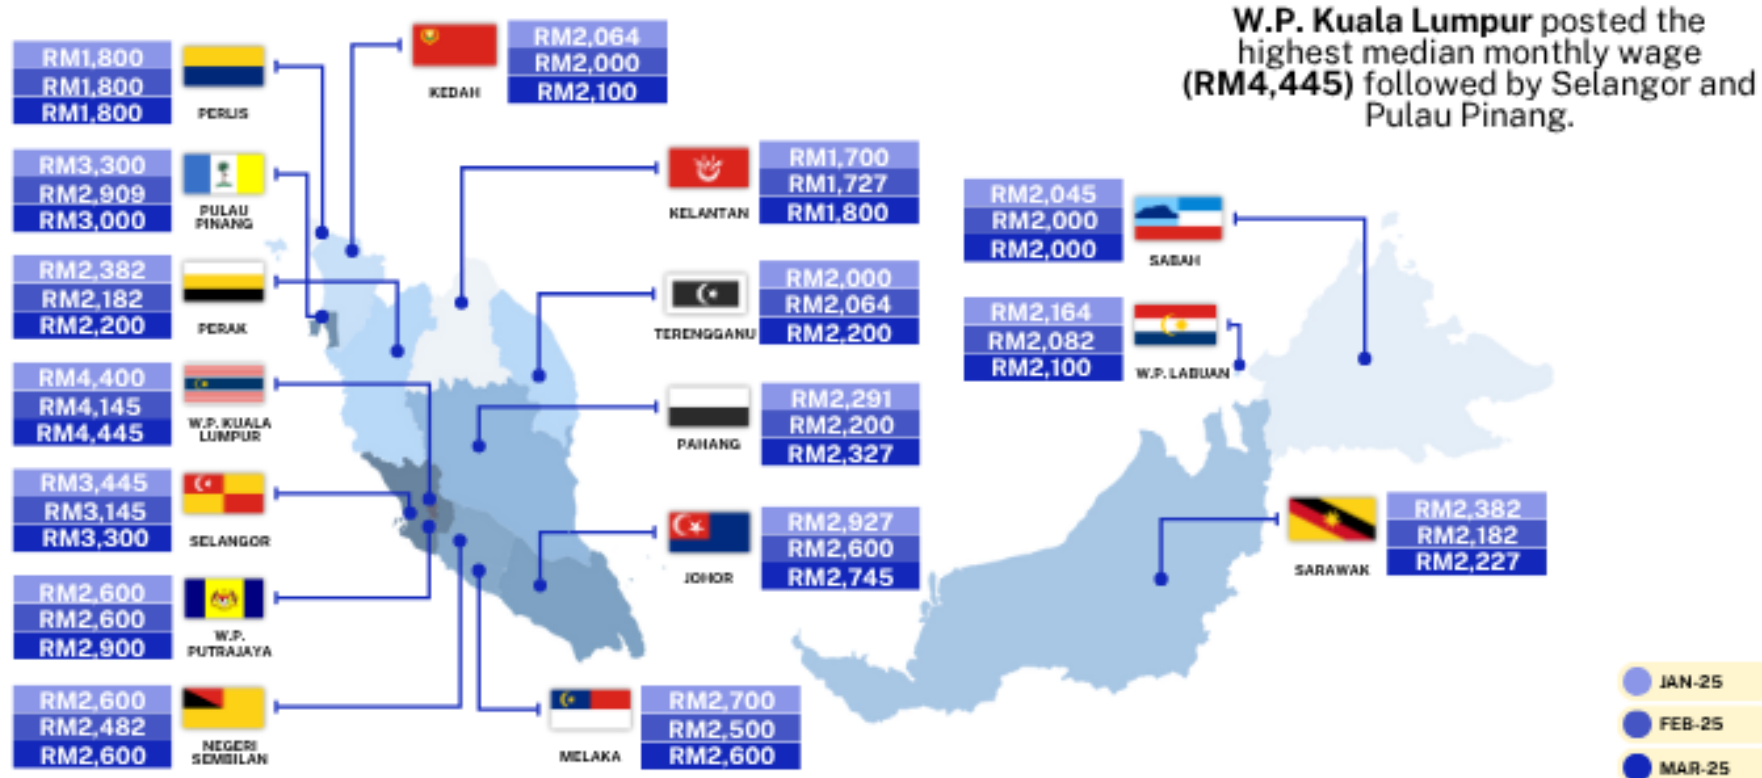 W.P. Kuala Lumpur posted the
highest median monthly wage
(RM4,445) followed by Selangor and
Pulau Pinang.
RM1,800
RM1,800
RM1,800
PERLIS
RM2,064
RM2,000
RM2,100
KEDAH
RM3,300
RM2,909
RM3,000
PULAU
PINANG
RM1,700
RM1,727
RM1,800
KELANTAN
RM2,045
RM2,000
RM2,000
SABAH
RM2,382
RM2,182
RM2,200
PERAK
RM2,000
RM2,064
RM2,200
TERENGGANU
RM2,164
RM2,082
RM2,100
W.P. LABUAN
RM4,400
RM4,145
RM4,445
W.P. KUALA
LUMPUR
RM2,291
RM2,200
RM2,327
PAHANG
RM3,445
RM3,145
RM3,300
SELANGOR
RM2,927
RM2,600
RM2,745
JOHOR
RM2,382
RM2,182
RM2,227
SARAWAK
RM2,600
RM2,600
RM2,900
W.P.
PUTRAJAYA
RM2,600
RM2,482
RM2,600
NEGERI
SEMBILAN
RM2,700
RM2,500
RM2,600
MELAKA
JAN-25
FEB-25
MAR-25